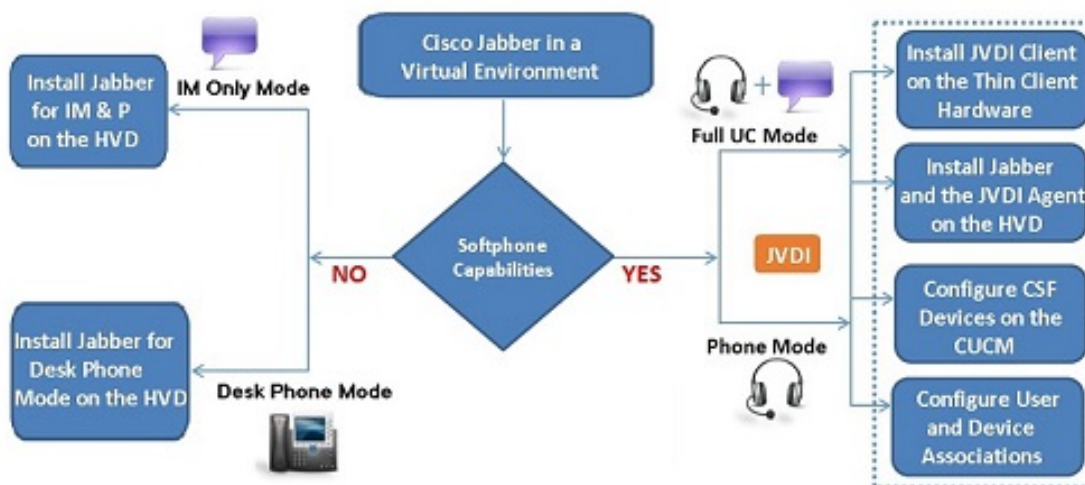 Cisco Jabber in a
Virtual Environment
Install Jabber
for IM & P
on the HVD
IM Only Mode
Softphone
Capabilities
NO
YES
Install Jabber for
Desk Phone
Mode on the HVD
Desk Phone Mode
+
Full UC Mode
JVDI
Phone Mode
Install JVDI Client
on the Thin Client
Hardware
Install Jabber
and the JVDI Agent
on the HVD
Configure CSF
Devices on the
CUCM
Configure User
and Device
Associations